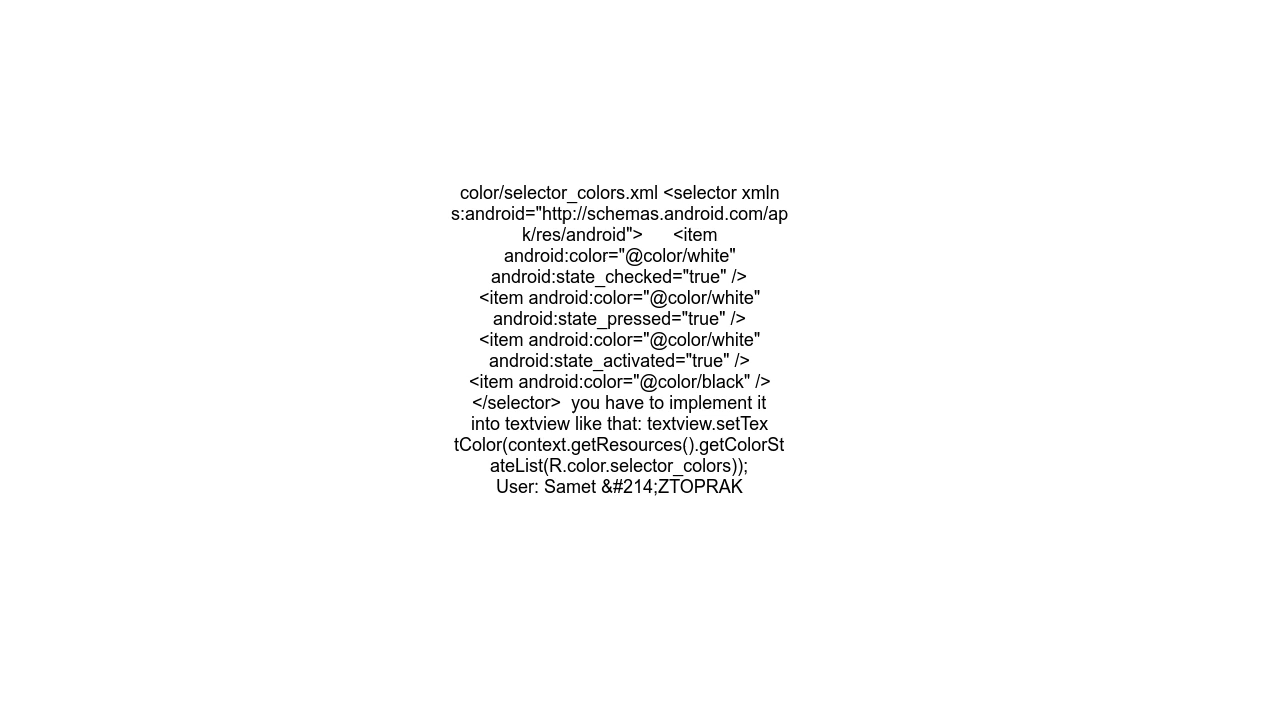 color/selector_colors.xml <selector xmln
s:android="http://schemas.android.com/ap
k/res/android">      <item
android:color="@color/white"
android:state_checked="true" />
<item android:color="@color/white"
android:state_pressed="true" />
<item android:color="@color/white"
android:state_activated="true" />
<item android:color="@color/black" />
</selector>  you have to implement it
into textview like that: textview.setTex
tColor(context.getResources().getColorSt
ateList(R.color.selector_colors));
User: Samet &#214;ZTOPRAK